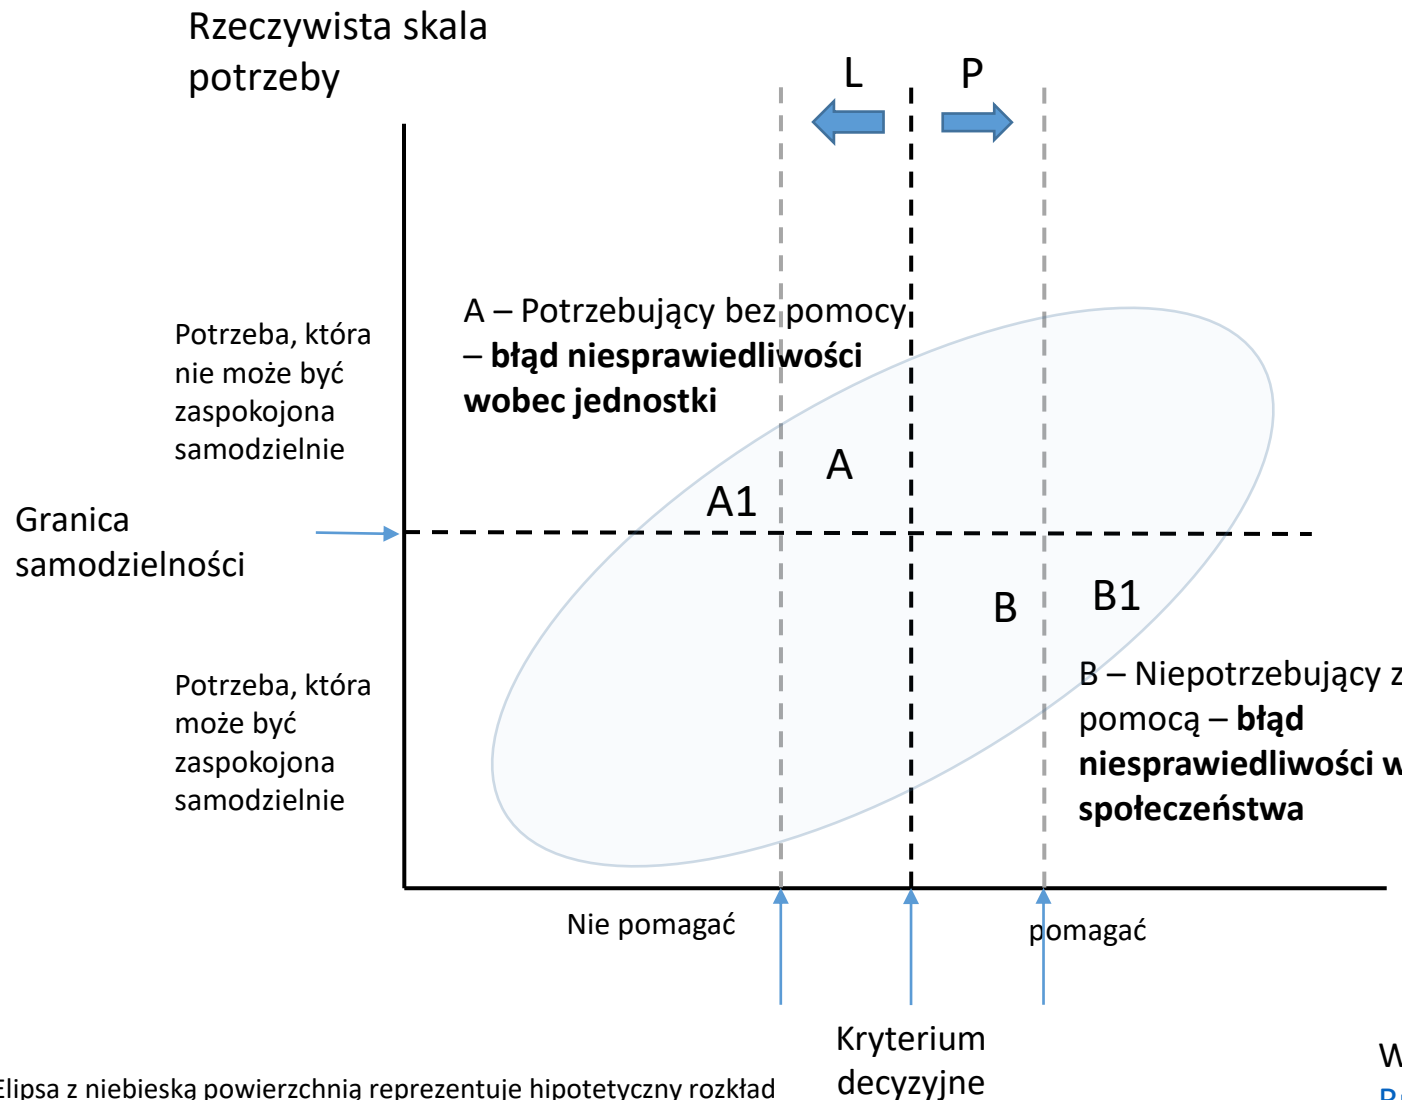 Rzeczywista skala
potrzeby
L
P
A – Potrzebujący bez pomocy
– błąd niesprawiedliwości
wobec jednostki
Potrzeba, która
nie może być
zaspokojona
samodzielnie
A
A1
Granica
samodzielności
B
B1
Potrzeba, która
może być
zaspokojona
samodzielnie
B – Niepotrzebujący z
pomocą – błąd
niesprawiedliwości w
społeczeństwa
Nie pomagać
pomagać
Kryterium
decyzyjne
Elipsa z niebieską powierzchnią reprezentuje hipotetyczny rozkład
W